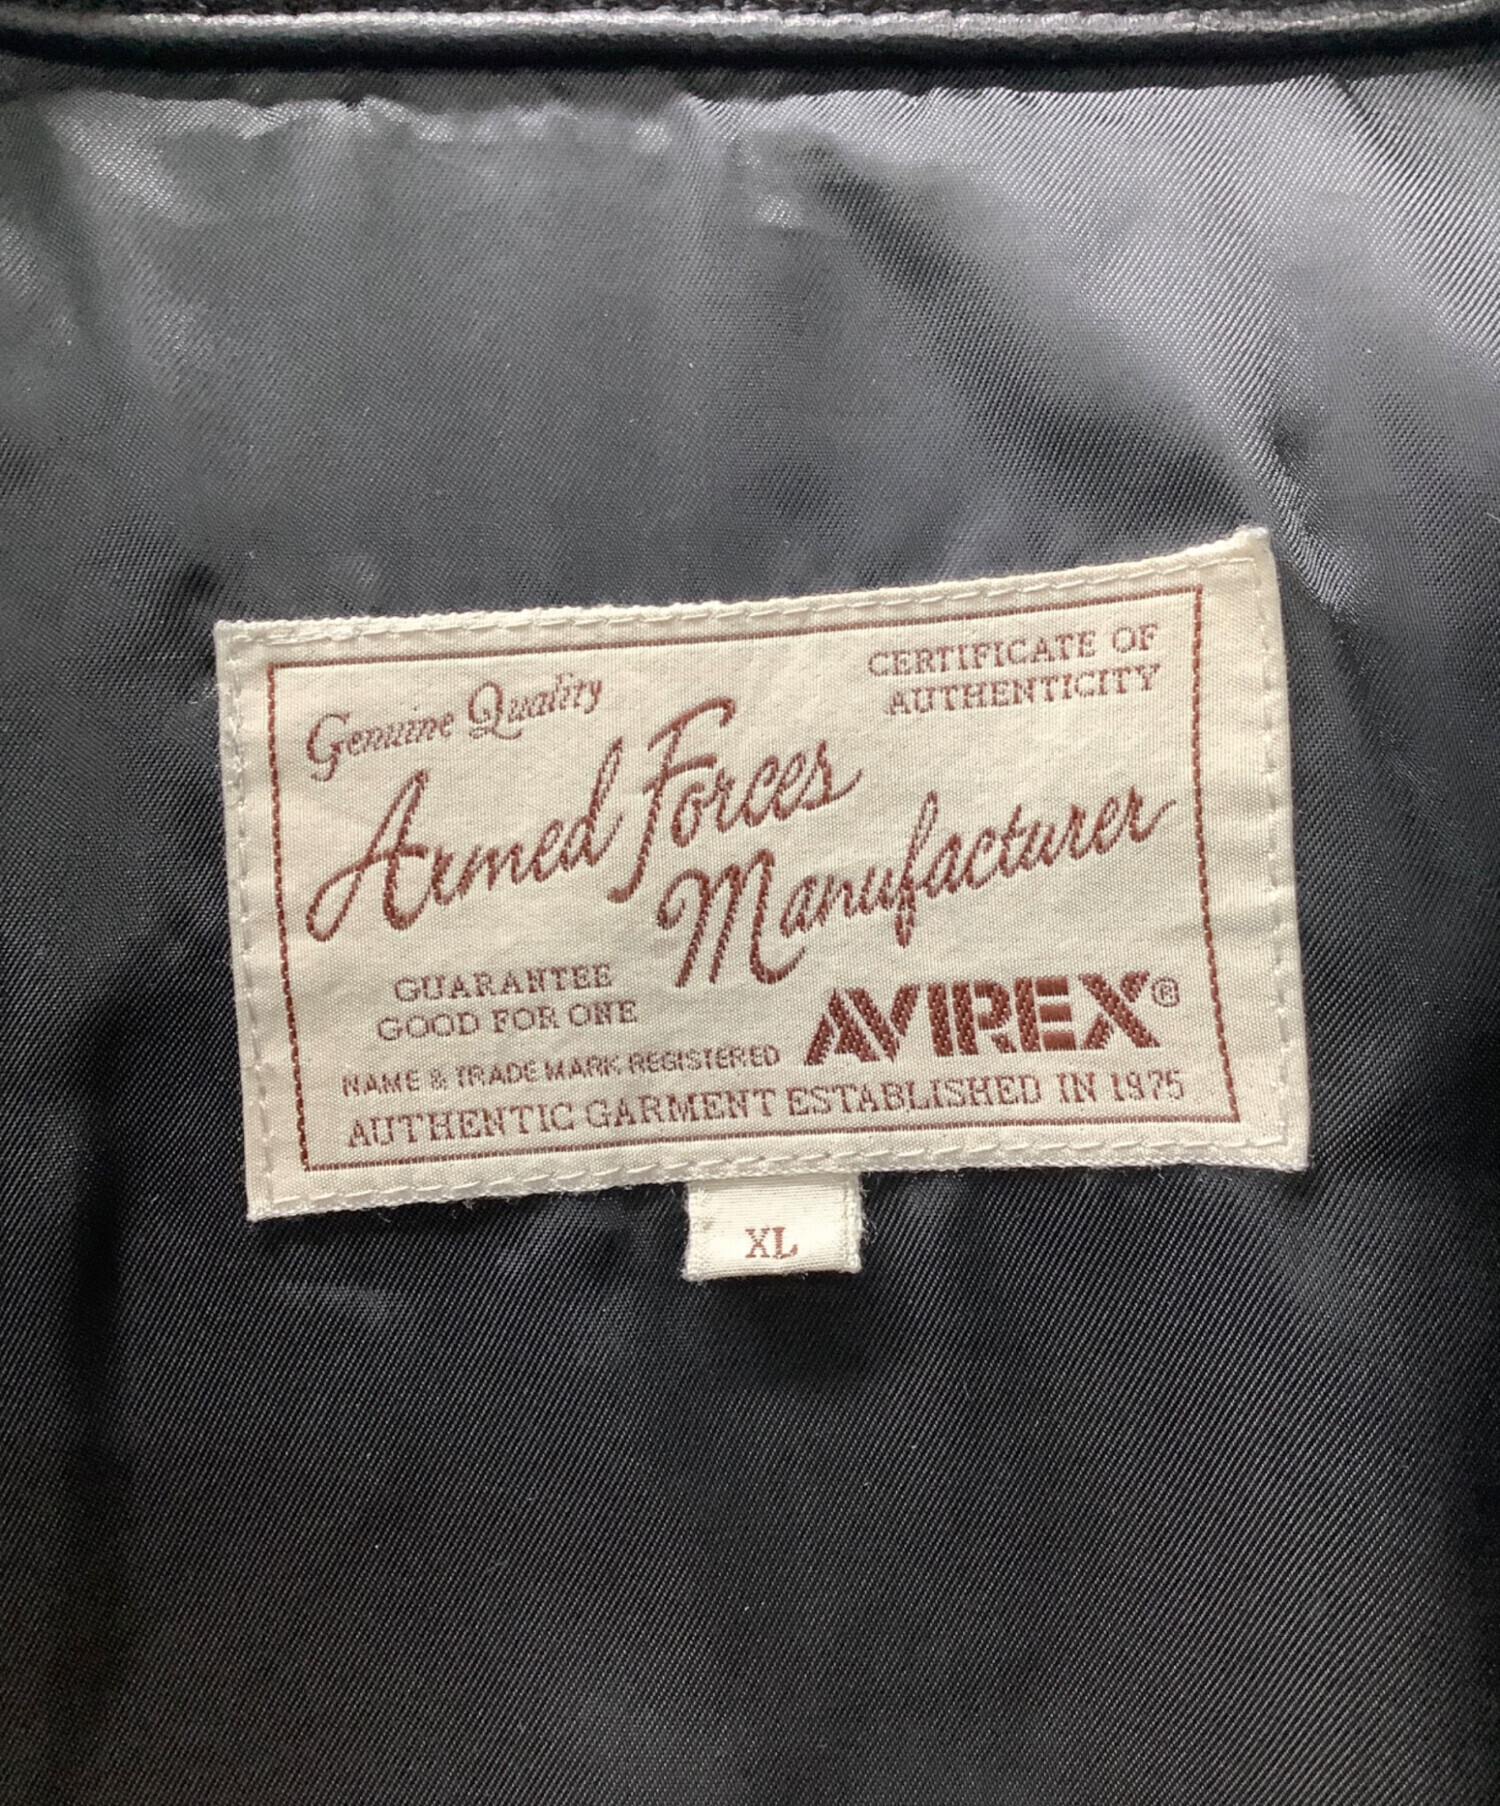 Genuine Quality
CERTIFICATE OF
AUTHENTICITY
Armed Forces
Manufacturer
GUARANTEE
GOOD FOR ONE
AVIREX®
NAME & TRADE MARK REGISTERED
AUTHENTIC GARMENT ESTABLISHED IN 1975
XL